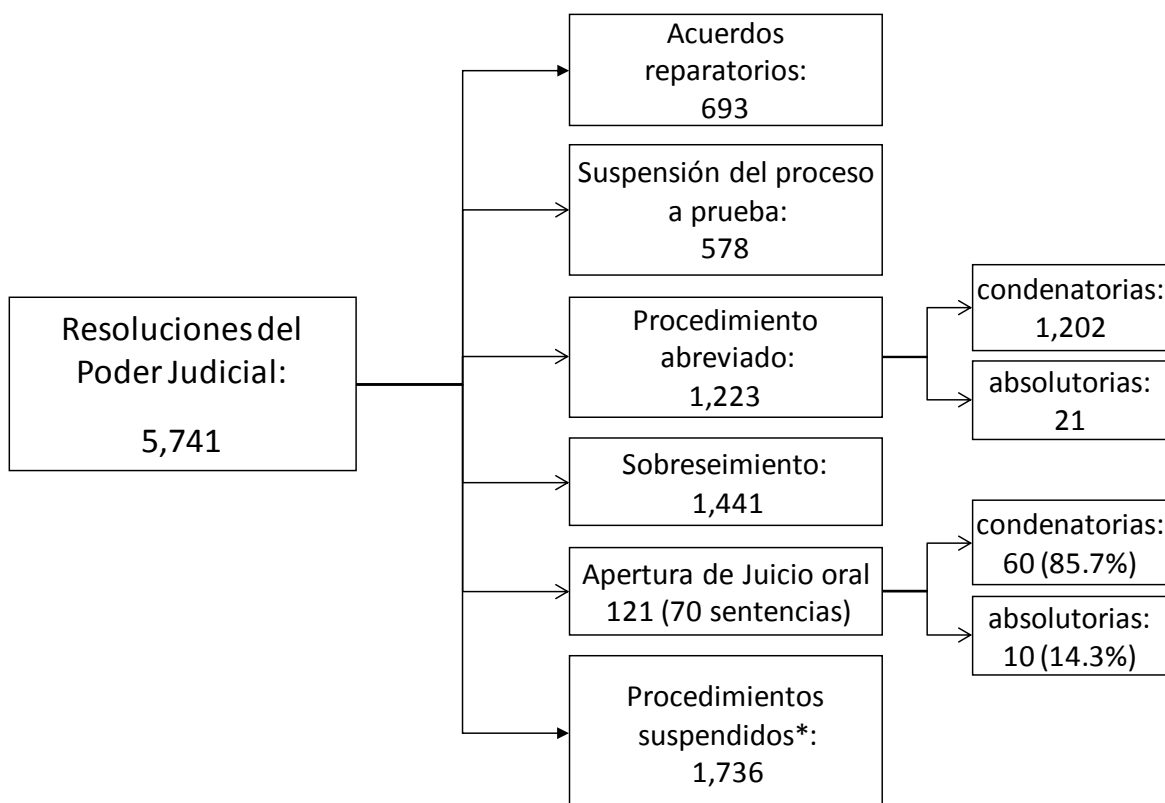 Resoluciones del
Poder Judicial:
5,741
Acuerdos
reparatorios:
693
Suspensión del proceso
a prueba:
578
Procedimiento
abreviado:
1,223
condenatorias:
1,202
absolutorias:
21
Sobreseimiento:
1,441
Apertura de Juicio oral
121 (70 sentencias)
condenatorias:
60 (85.7%)
absolutorias:
10 (14.3%)
Procedimientos
suspendidos*:
1,736